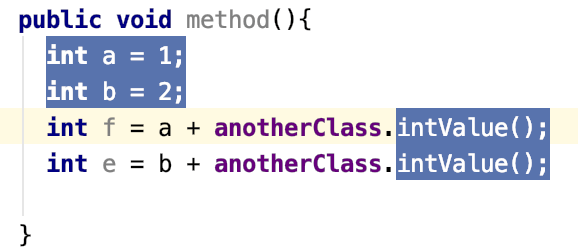 public void method(){
int a = 1;
int b = 2;
int f = a + anotherClass.intValue();
int e = b + anotherClass.intValue();
}